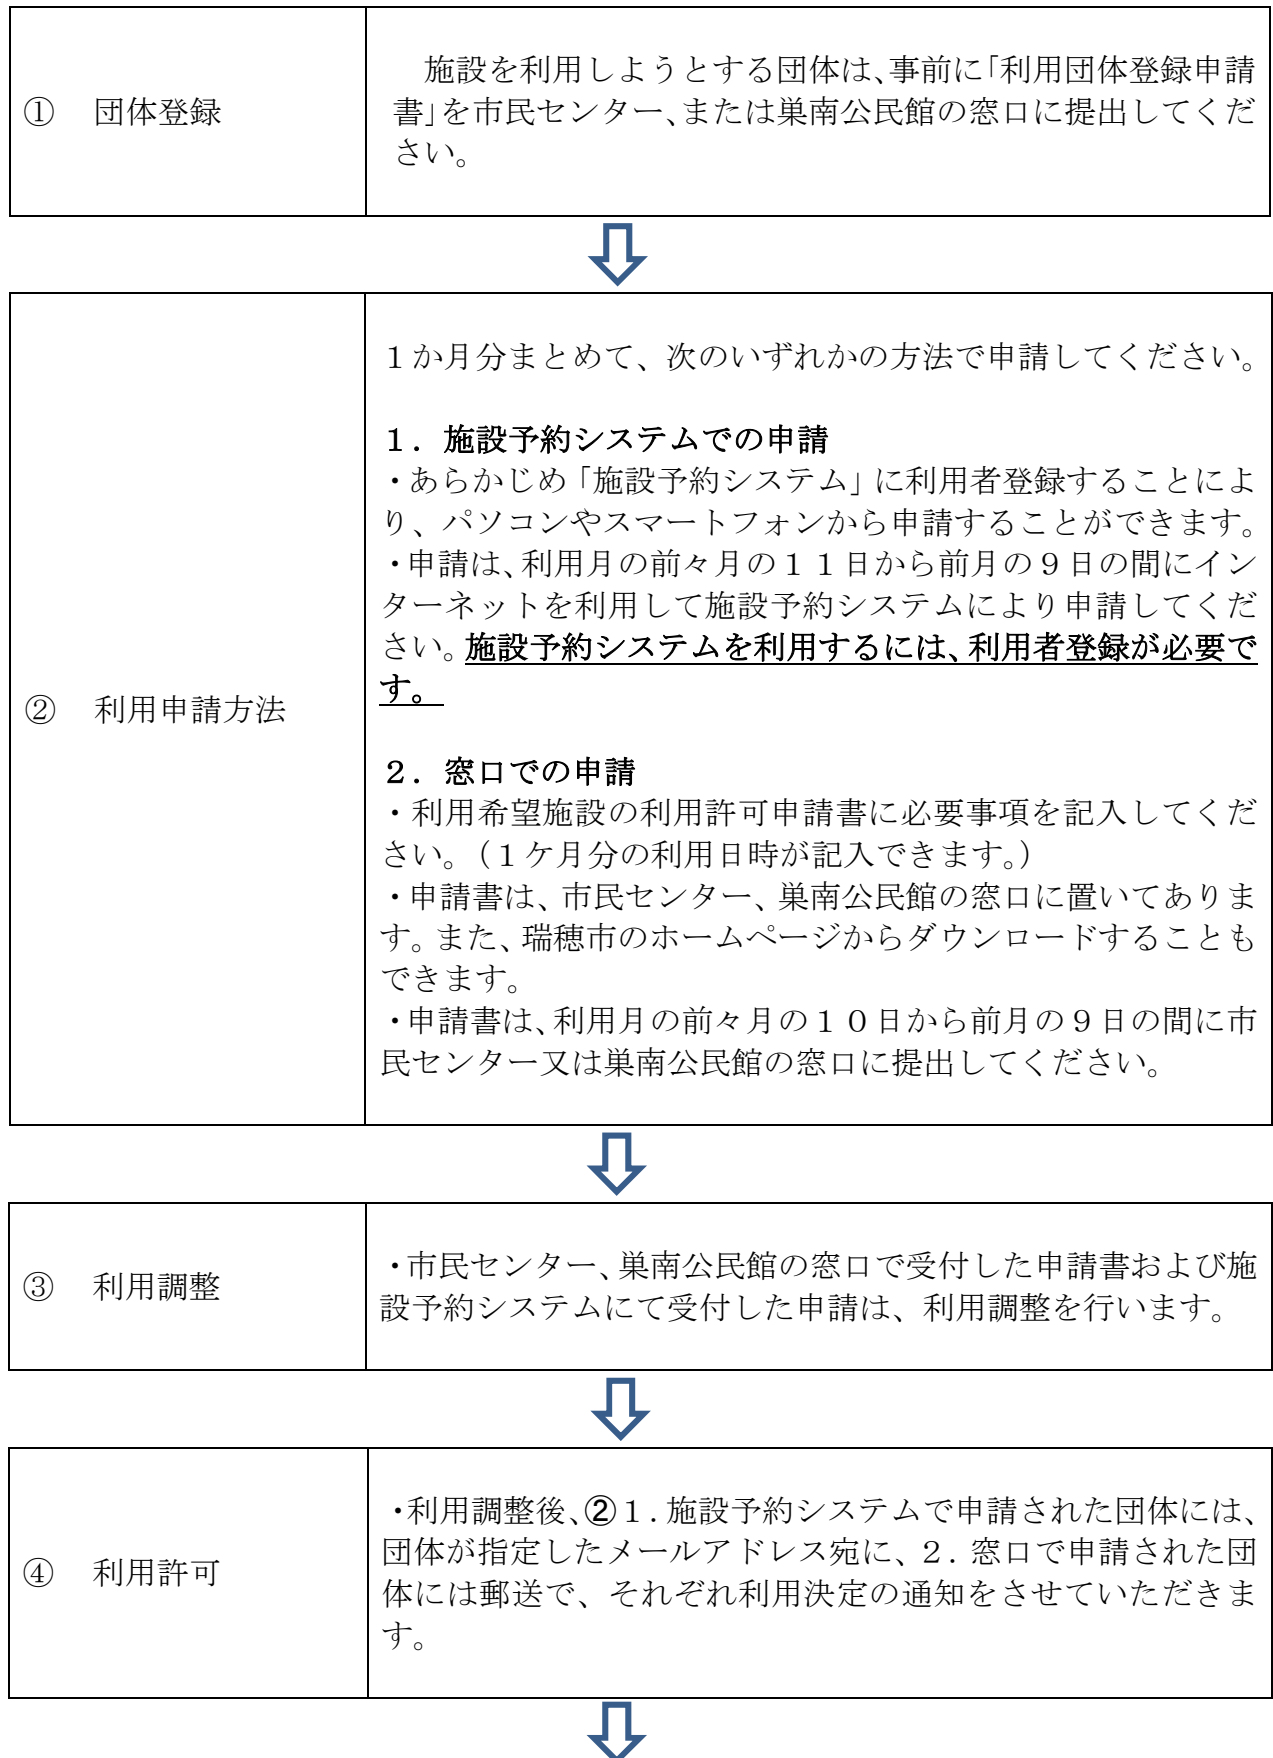 ① 団体登録
施設を利用しようとする団体は、事前に「利用団体登録申請
書」を市民センター、または巣南公民館の窓口に提出してくだ
さい。
② 利用申請方法
１か月分まとめて、次のいずれかの方法で申請してください。
１．施設予約システムでの申請
・あらかじめ「施設予約システム」に利用者登録することによ
り、パソコンやスマートフォンから申請することができます。
・申請は、利用月の前々月の１１日から前月の９日の間にイン
ターネットを利用して施設予約システムにより申請してくだ
さい。施設予約システムを利用するには、利用者登録が必要で
す。
２．窓口での申請
・利用希望施設の利用許可申請書に必要事項を記入してくだ
さい。（１ケ月分の利用日時が記入できます。）
・申請書は、市民センター、巣南公民館の窓口に置いてありま
す。また、瑞穂市のホームページからダウンロードすることも
できます。
・申請書は、利用月の前々月の１０日から前月の９日の間に市
民センター又は巣南公民館の窓口に提出してください。
③ 利用調整
・市民センター、巣南公民館の窓口で受付した申請書および施
設予約システムにて受付した申請は、利用調整を行います。
④ 利用許可
・利用調整後、②１．施設予約システムで申請された団体には、
団体が指定したメールアドレス宛に、２．窓口で申請された団
体には郵送で、それぞれ利用決定の通知をさせていただきま
す。